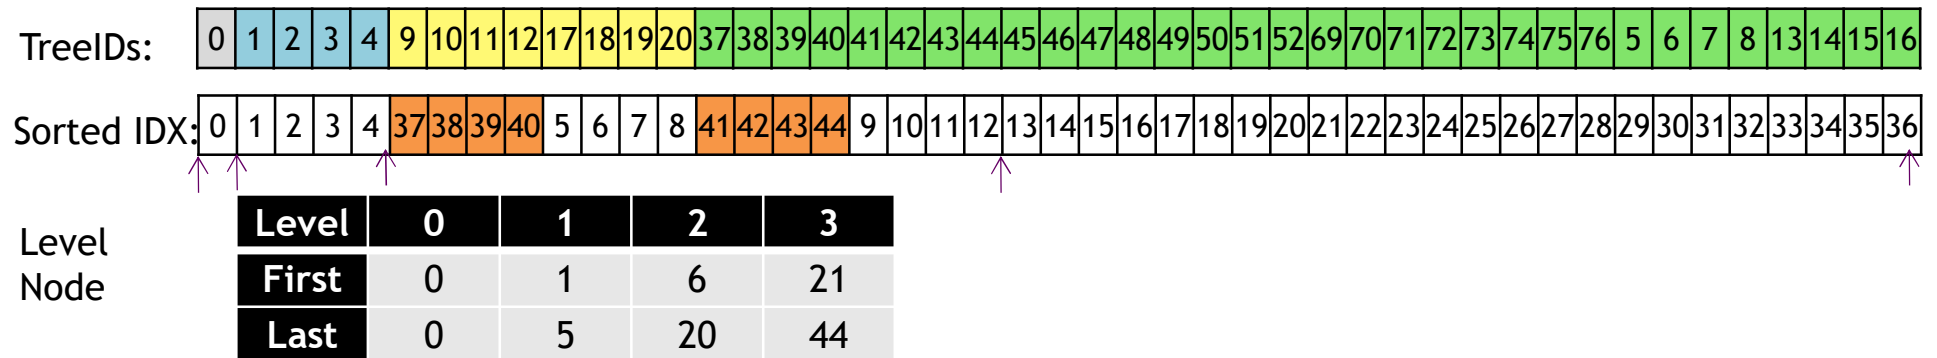 TreeIDs: 0 1 2 3 4 9 10 11 12 17 18 19 20 37 38 39 40 41 42 43 44 45 46 47 48 49 50 51 52 69 70 71 72 73 74 75 76 5 6 7 8 13 14 15 16
Sorted IDX: 0 1 2 3 4 37 38 39 40 5 6 7 8 41 42 43 44 9 10 11 12 13 14 15 16 17 18 19 20 21 22 23 24 25 26 27 28 29 30 31 32 33 34 35 36
Level Node
Level 0 1 2 3
First 0 1 6 21
Last 0 5 20 44